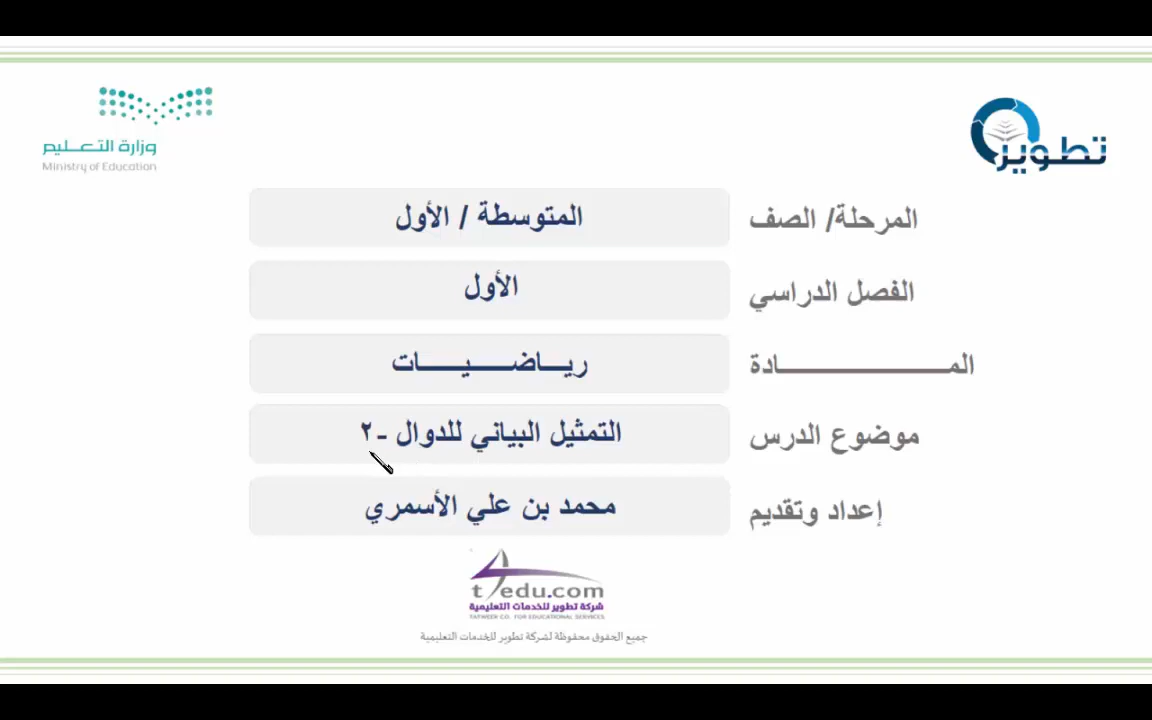 وزارة التعليم
Ministry of Education
تطوير
المرحلة/ الصف
المتوسطة / الأول
الفصل الدراسي
الأول
المـــــــــــــــــــادة
ريـــاضـــــيـــــــات
موضوع الدرس
التمثيل البياني للدوال -٢
إعداد وتقديم
محمد بن علي الأسمري
t4edu.com
شركة تطوير للخدمات التعليمية
TATWEER CO. FOR EDUCATIONAL SERVICES
جميع الحقوق محفوظة لشركة تطوير للخدمات التعليمية